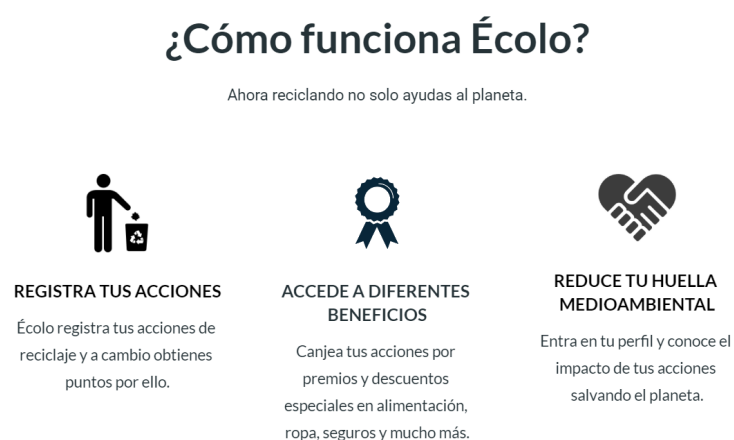 ¿Cómo funciona Écolo?
Ahora reciclando no solo ayudas al planeta.
REGISTRA TUS ACCIONES
Écolo registra tus acciones de
reciclaje y a cambio obtienes
puntos por ello.
ACCEDE A DIFERENTES
BENEFICIOS
Canjea tus acciones por
premios y descuentos
especiales en alimentación,
ropa, seguros y mucho más.
REDUCE TU HUELLA
MEDIOAMBIENTAL
Entra en tu perfil y conoce el
impacto de tus acciones
salvando el planeta.